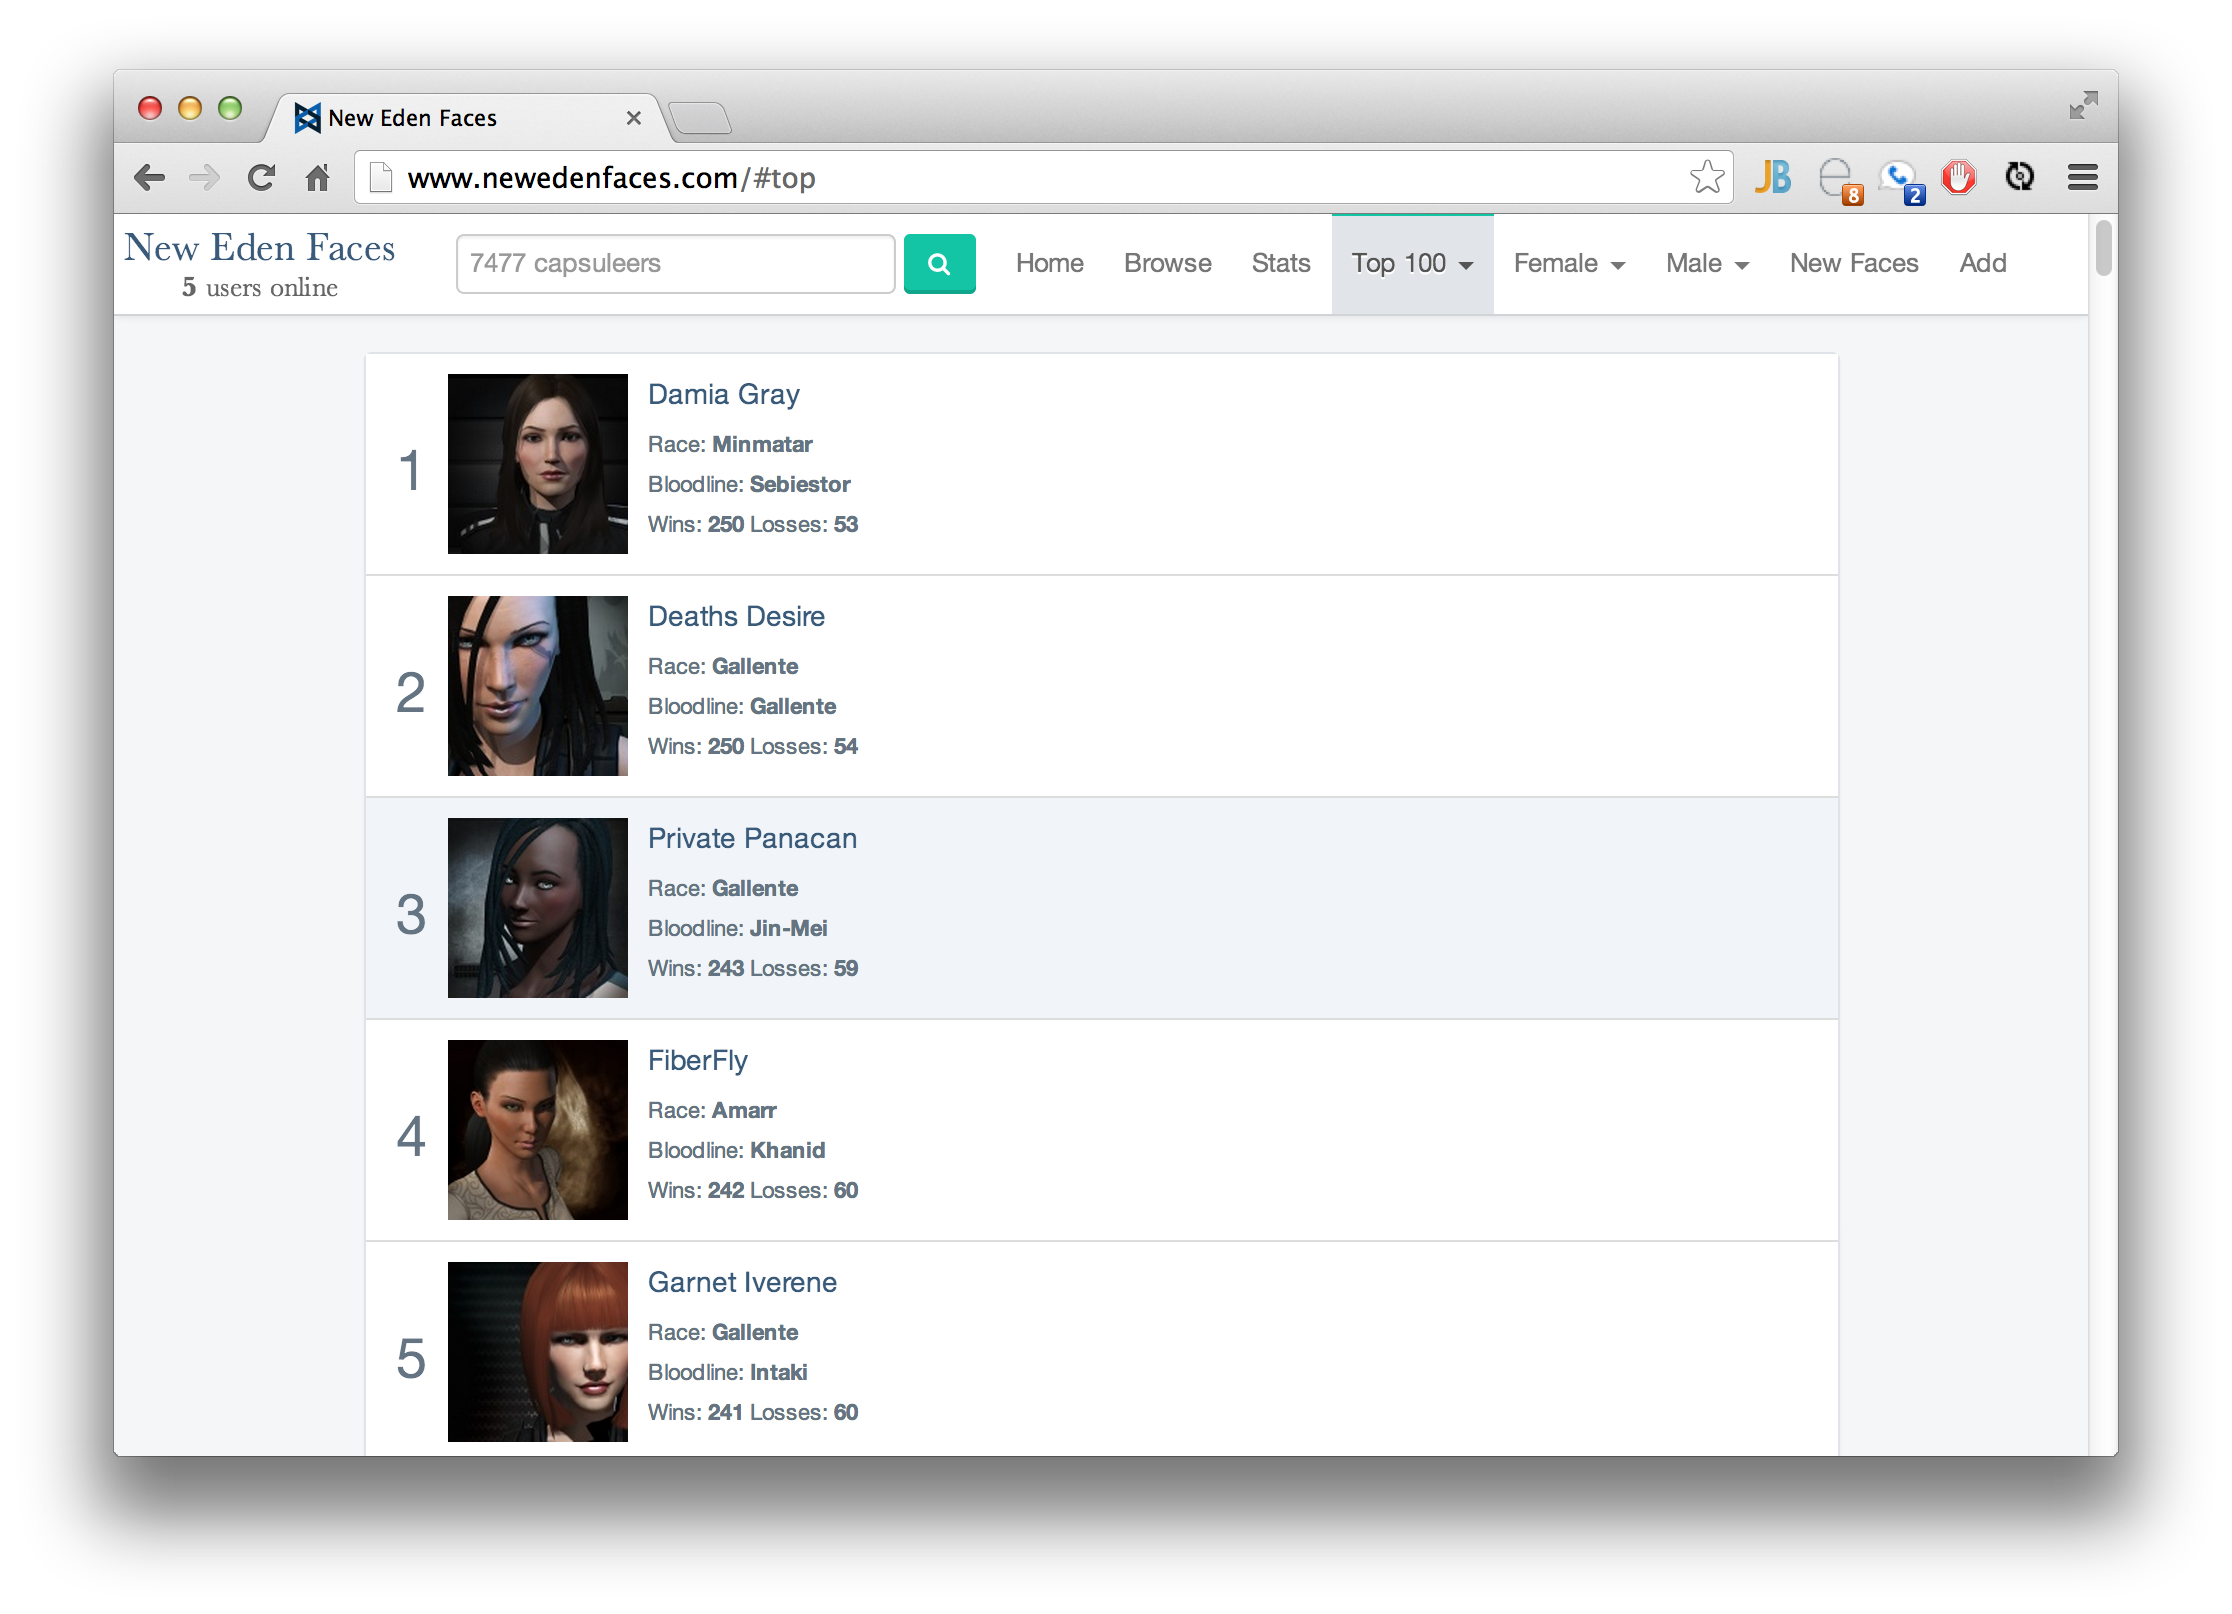 New Eden Faces
www.newedenfaces.com/#top
JB
8
2
New Eden Faces
5 users online
7477 capsuleers
Home
Browse
Stats
Top 100
Female
Male
New Faces
Add
1
Damia Gray
Race: Minmatar
Bloodline: Sebiestor
Wins: 250 Losses: 53
2
Deaths Desire
Race: Gallente
Bloodline: Gallente
Wins: 250 Losses: 54
3
Private Panacan
Race: Gallente
Bloodline: Jin-Mei
Wins: 243 Losses: 59
4
FiberFly
Race: Amarr
Bloodline: Khanid
Wins: 242 Losses: 60
5
Garnet Iverene
Race: Gallente
Bloodline: Intaki
Wins: 241 Losses: 60